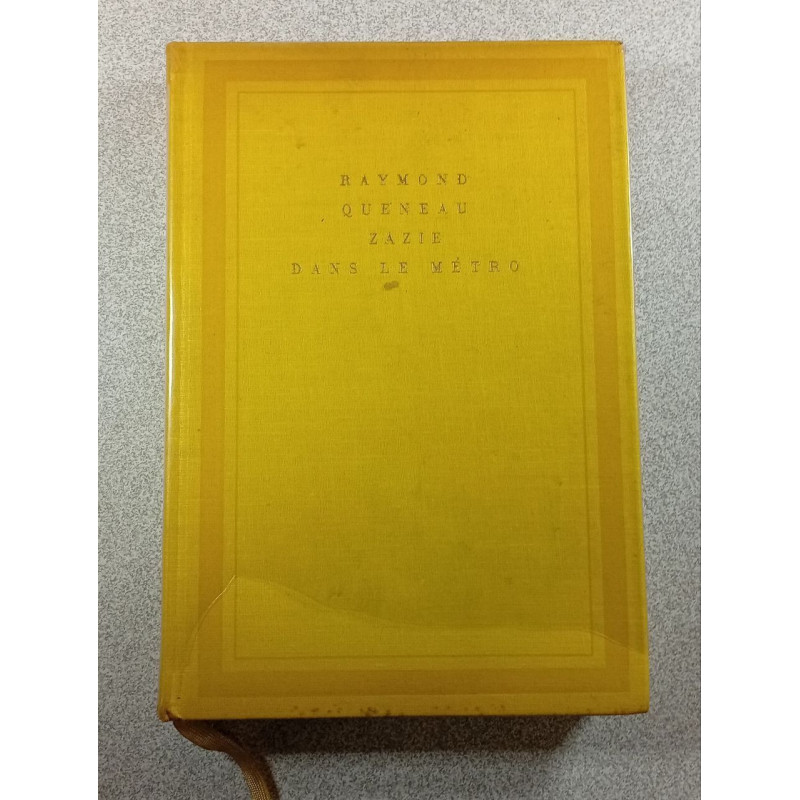 RAYMOND
QUENEAU
ZAZIE
DANS LE MÉTRO